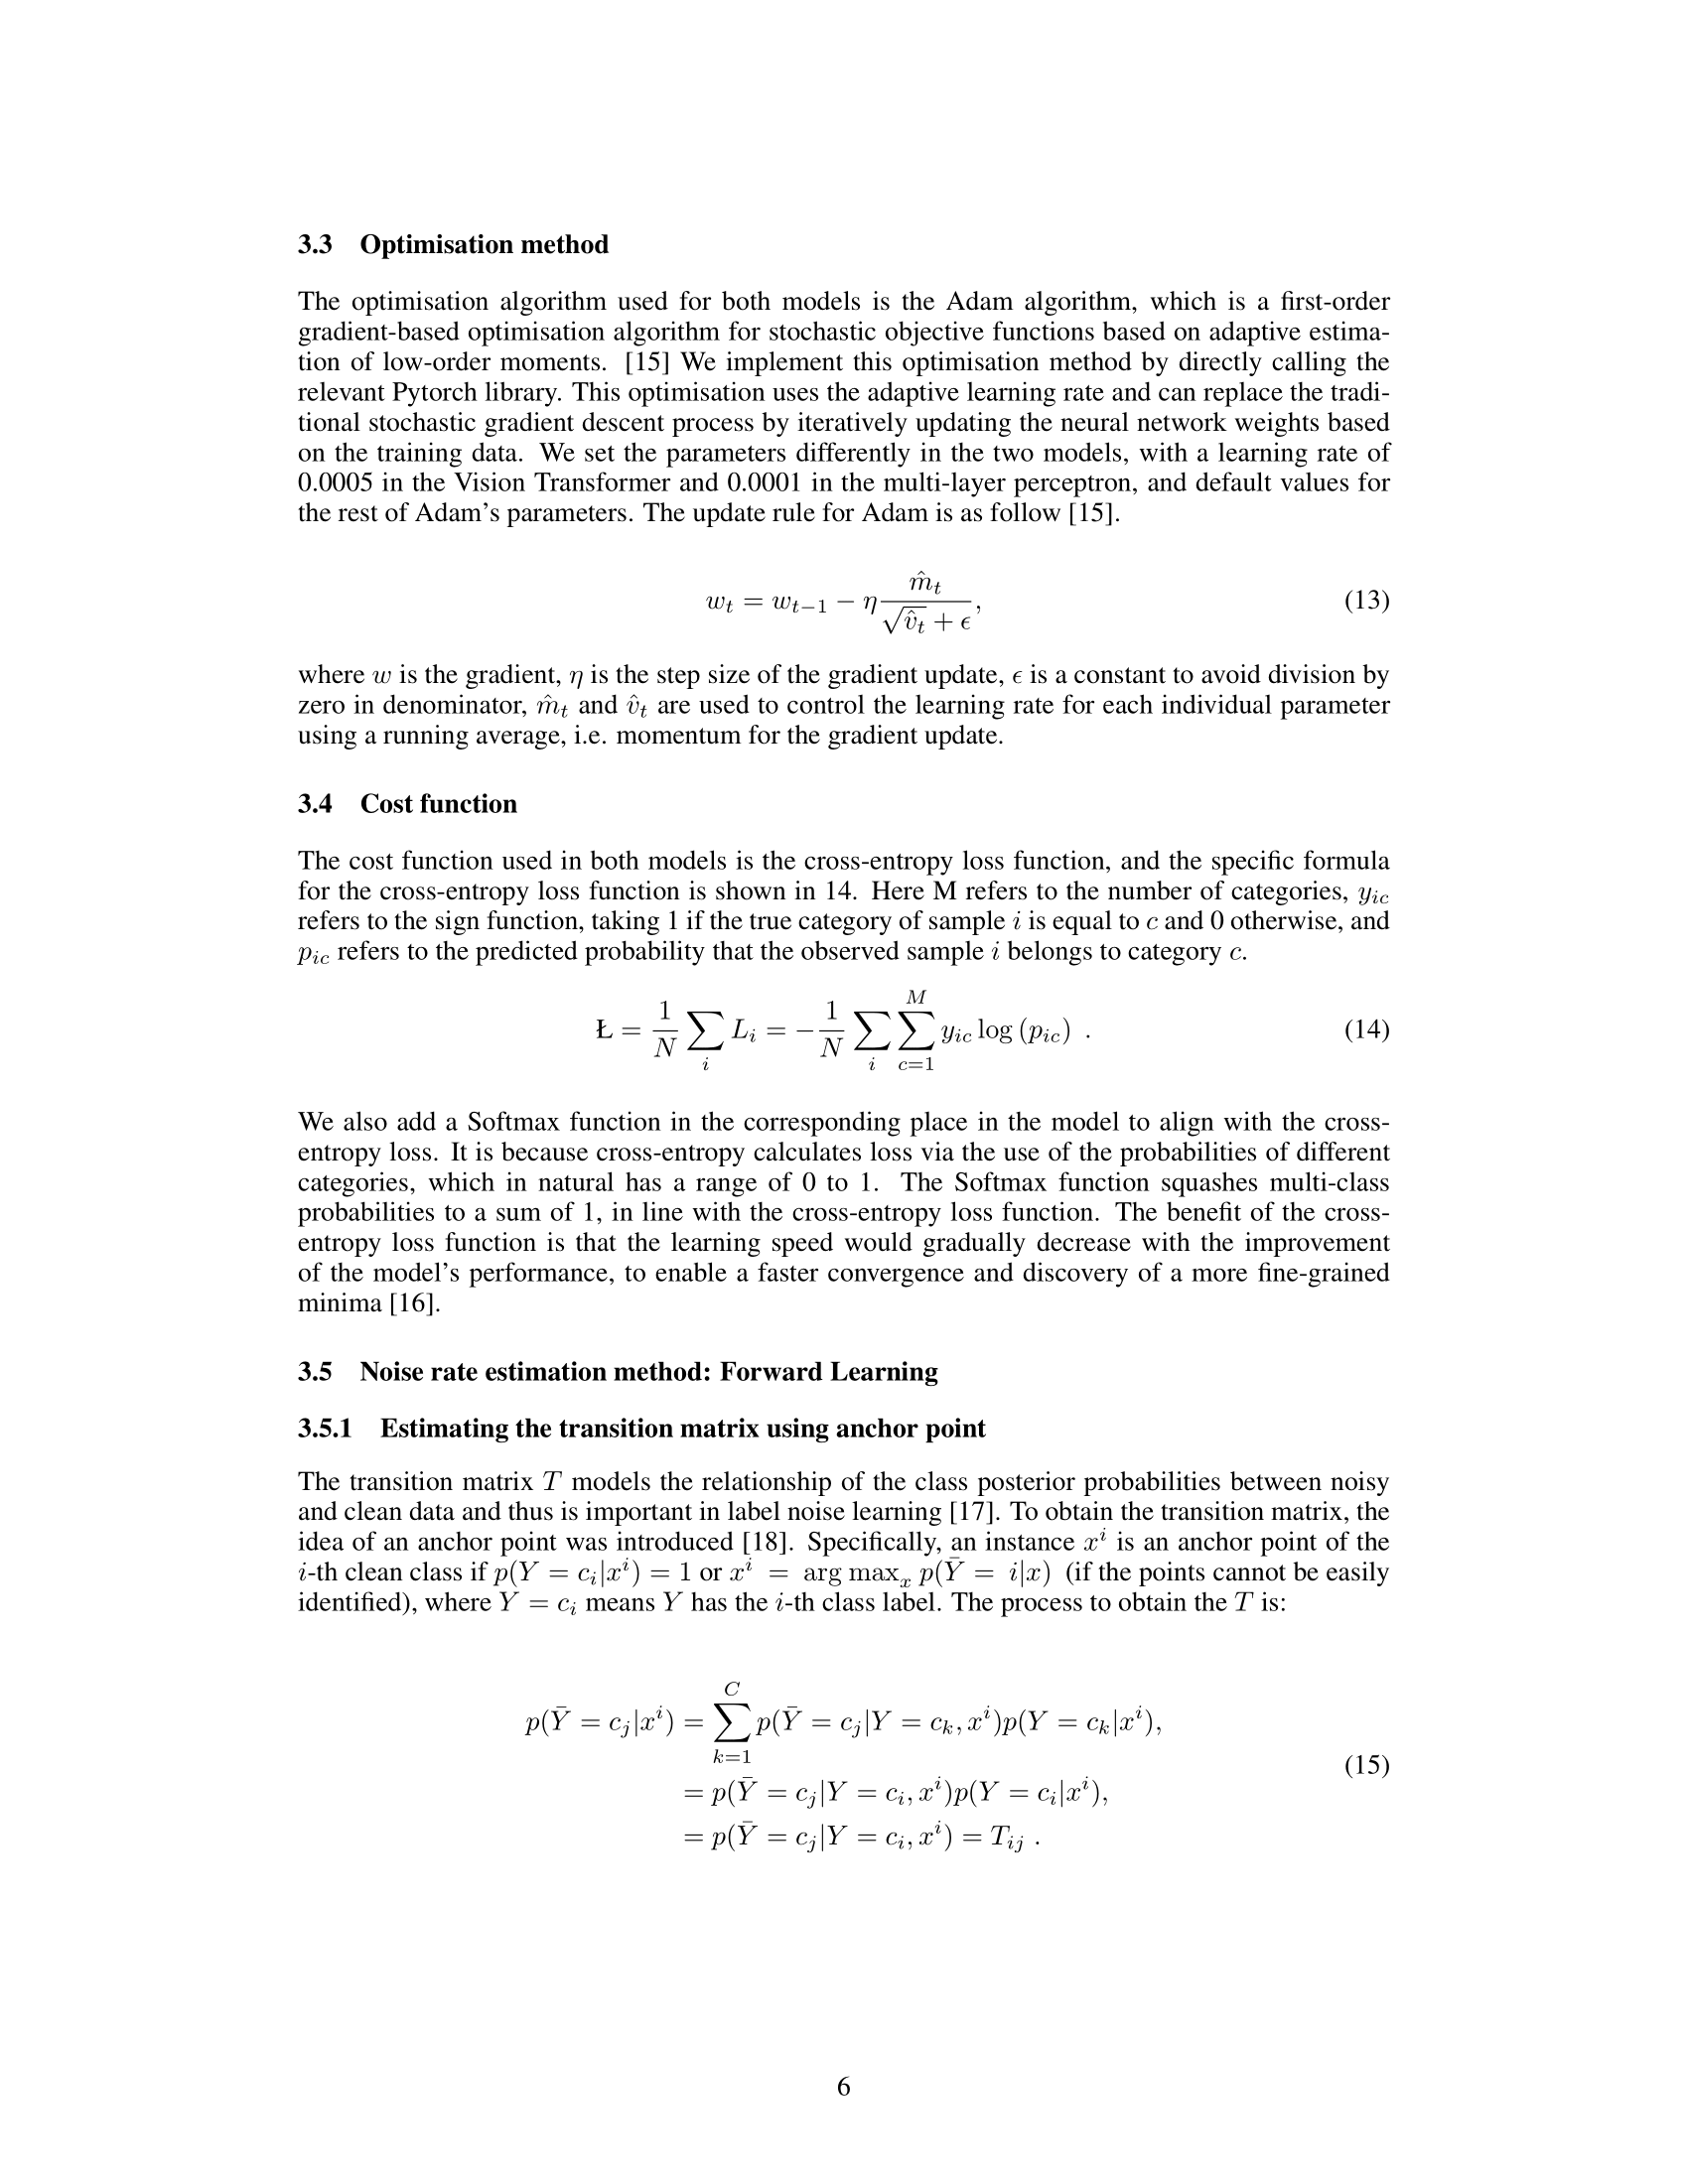 3.3 Optimisation method
The optimisation algorithm used for both models is the Adam algorithm, which is a first-order
gradient-based optimisation algorithm for stochastic objective functions based on adaptive estima-
tion of low-order moments. [15] We implement this optimisation method by directly calling the
relevant Pytorch library. This optimisation uses the adaptive learning rate and can replace the tradi-
tional stochastic gradient descent process by iteratively updating the neural network weights based
on the training data. We set the parameters differently in the two models, with a learning rate of
0.0005 in the Vision Transformer and 0.0001 in the multi-layer perceptron, and default values for
the rest of Adam's parameters. The update rule for Adam is as follow [15].
$w_t = w_{t-1} - \eta \frac{\hat{m}_t}{\sqrt{\hat{v}_t} + \epsilon},$ (13)
where $w$ is the gradient, $\eta$ is the step size of the gradient update, $\epsilon$ is a constant to avoid division by
zero in denominator, $\hat{m}_t$ and $\hat{v}_t$ are used to control the learning rate for each individual parameter
using a running average, i.e. momentum for the gradient update.
3.4 Cost function
The cost function used in both models is the cross-entropy loss function, and the specific formula
for the cross-entropy loss function is shown in 14. Here M refers to the number of categories, $y_{ic}$
refers to the sign function, taking 1 if the true category of sample $i$ is equal to $c$ and 0 otherwise, and
$p_{ic}$ refers to the predicted probability that the observed sample $i$ belongs to category $c$.
$Ł = \frac{1}{N} \sum_i L_i = -\frac{1}{N} \sum_i \sum_{c=1}^{M} y_{ic} \log (p_{ic})$ . (14)
We also add a Softmax function in the corresponding place in the model to align with the cross-
entropy loss. It is because cross-entropy calculates loss via the use of the probabilities of different
categories, which in natural has a range of 0 to 1. The Softmax function squashes multi-class
probabilities to a sum of 1, in line with the cross-entropy loss function. The benefit of the cross-
entropy loss function is that the learning speed would gradually decrease with the improvement
of the model's performance, to enable a faster convergence and discovery of a more fine-grained
minima [16].
3.5 Noise rate estimation method: Forward Learning
3.5.1 Estimating the transition matrix using anchor point
The transition matrix $T$ models the relationship of the class posterior probabilities between noisy
and clean data and thus is important in label noise learning [17]. To obtain the transition matrix, the
idea of an anchor point was introduced [18]. Specifically, an instance $x^i$ is an anchor point of the
$i$-th clean class if $p(Y = c_i|x^i) = 1$ or $x^i = \arg\max_x p(\bar{Y} = i|x)$ (if the points cannot be easily
identified), where $Y = c_i$ means $Y$ has the $i$-th class label. The process to obtain the $T$ is:
$p(\bar{Y} = c_j|x^i) = \sum_{k=1}^{C} p(\bar{Y} = c_j|Y = c_k, x^i)p(Y = c_k|x^i),$
$= p(\bar{Y} = c_j|Y = c_i, x^i)p(Y = c_i|x^i),$ (15)
$= p(\bar{Y} = c_j|Y = c_i, x^i) = T_{ij}$ .
6